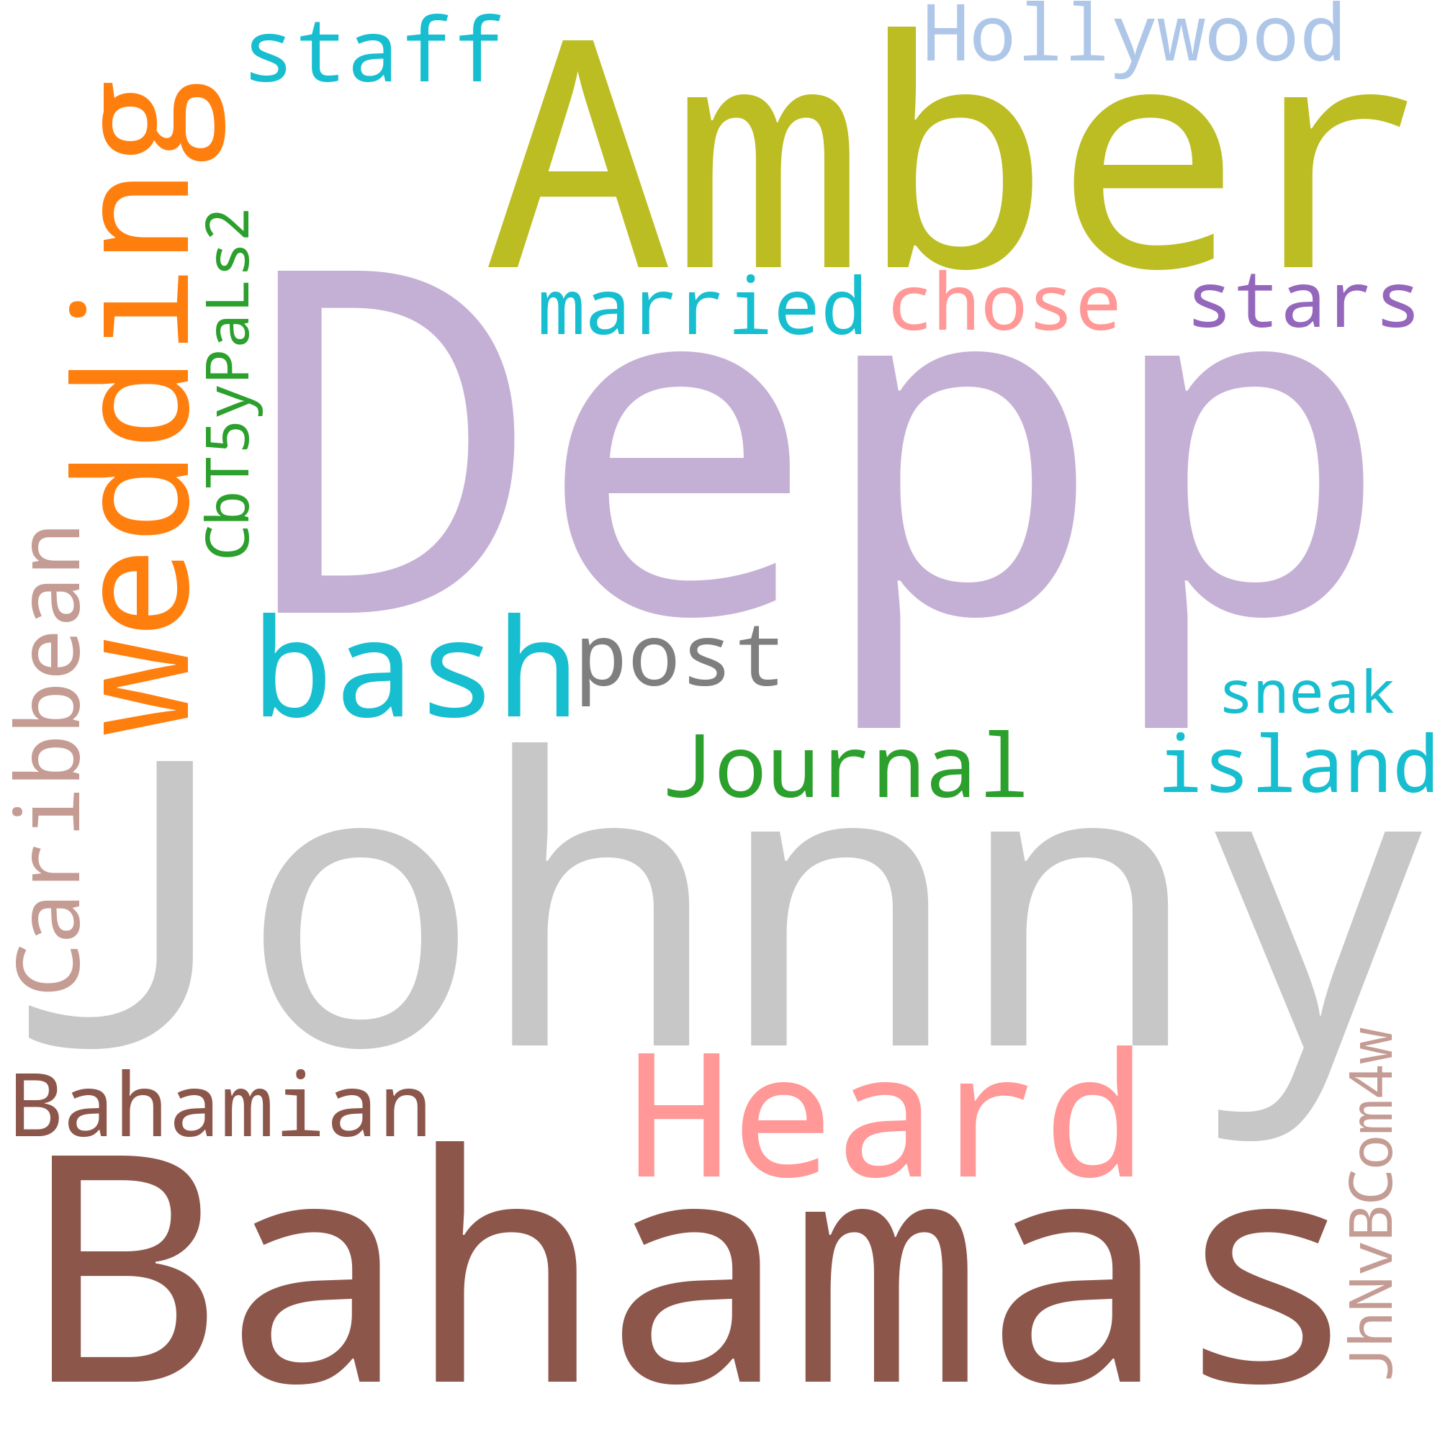 staff
Hollywood
Amber
wedding
CbT5yPaLs2
married
chose
stars
Depp
Caribbean
bash
post
sneak
Journal
island
Johnny
Bahamian
Heard
JhNvBCom4w
Bahamas